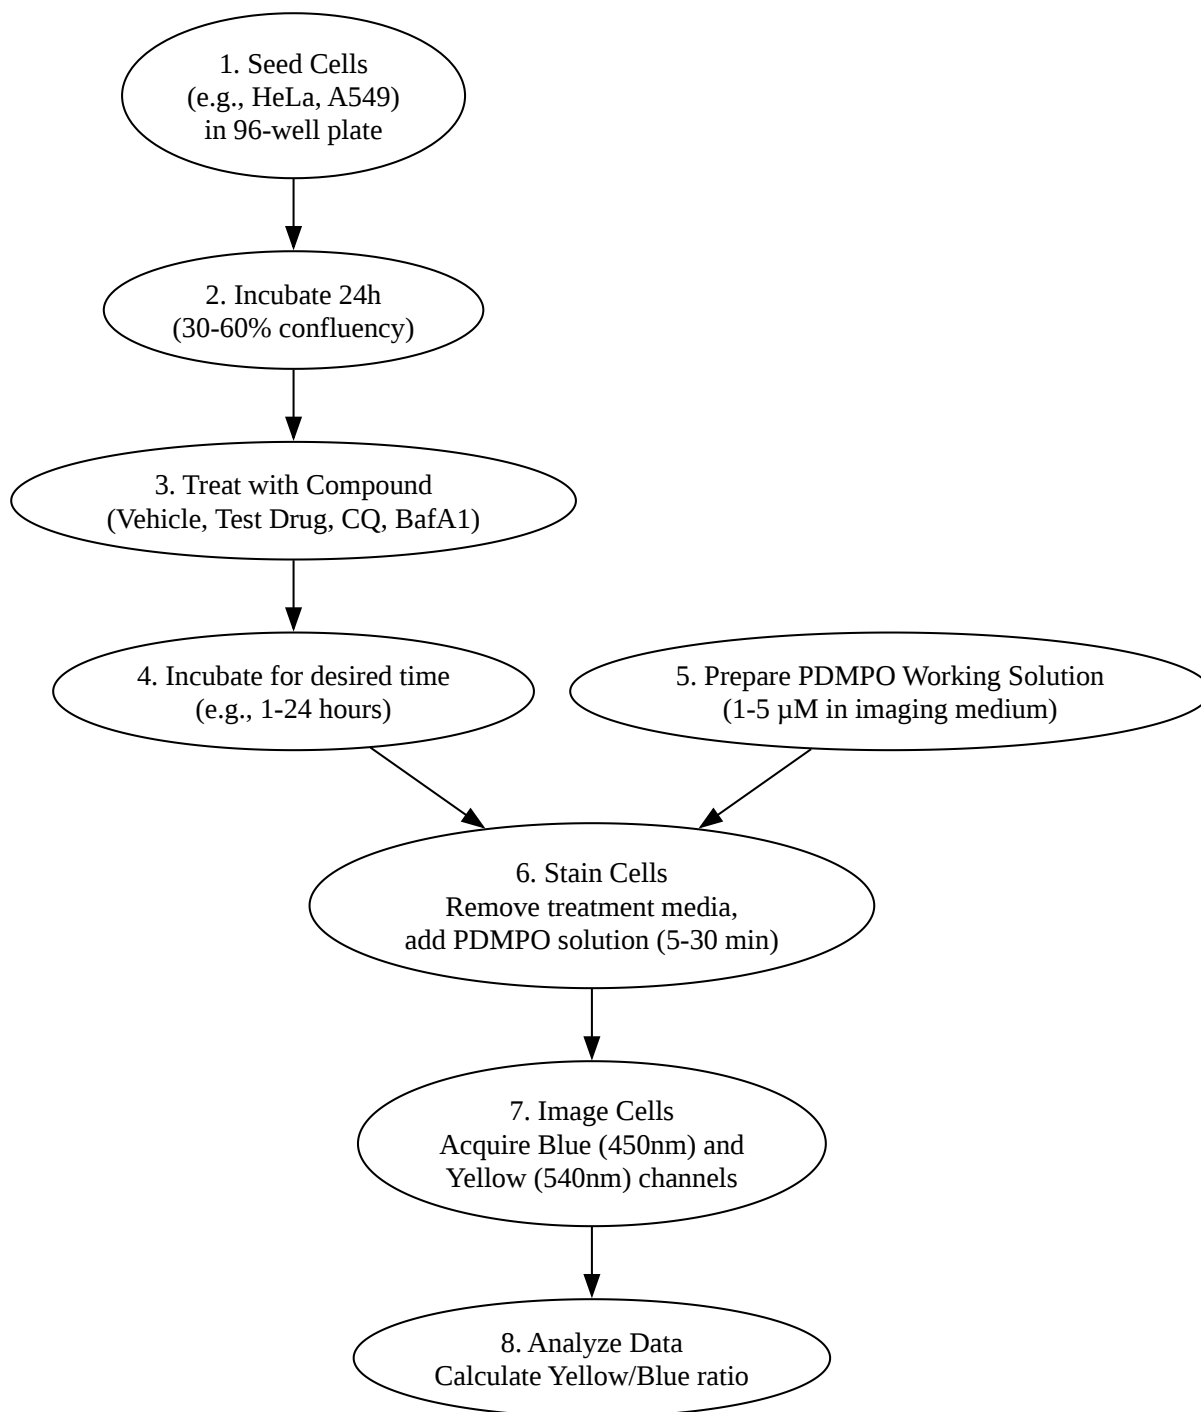 1. Seed Cells
(e.g., HeLa, A549)
in 96-well plate
2. Incubate 24h
(30-60% confluency)
3. Treat with Compound
(Vehicle, Test Drug, CQ, BafA1)
4. Incubate for desired time
(e.g., 1-24 hours)
5. Prepare PDMPO Working Solution
(1-5 µM in imaging medium)
6. Stain Cells
Remove treatment media,
add PDMPO solution (5-30 min)
7. Image Cells
Acquire Blue (450nm) and
Yellow (540nm) channels
8. Analyze Data
Calculate Yellow/Blue ratio